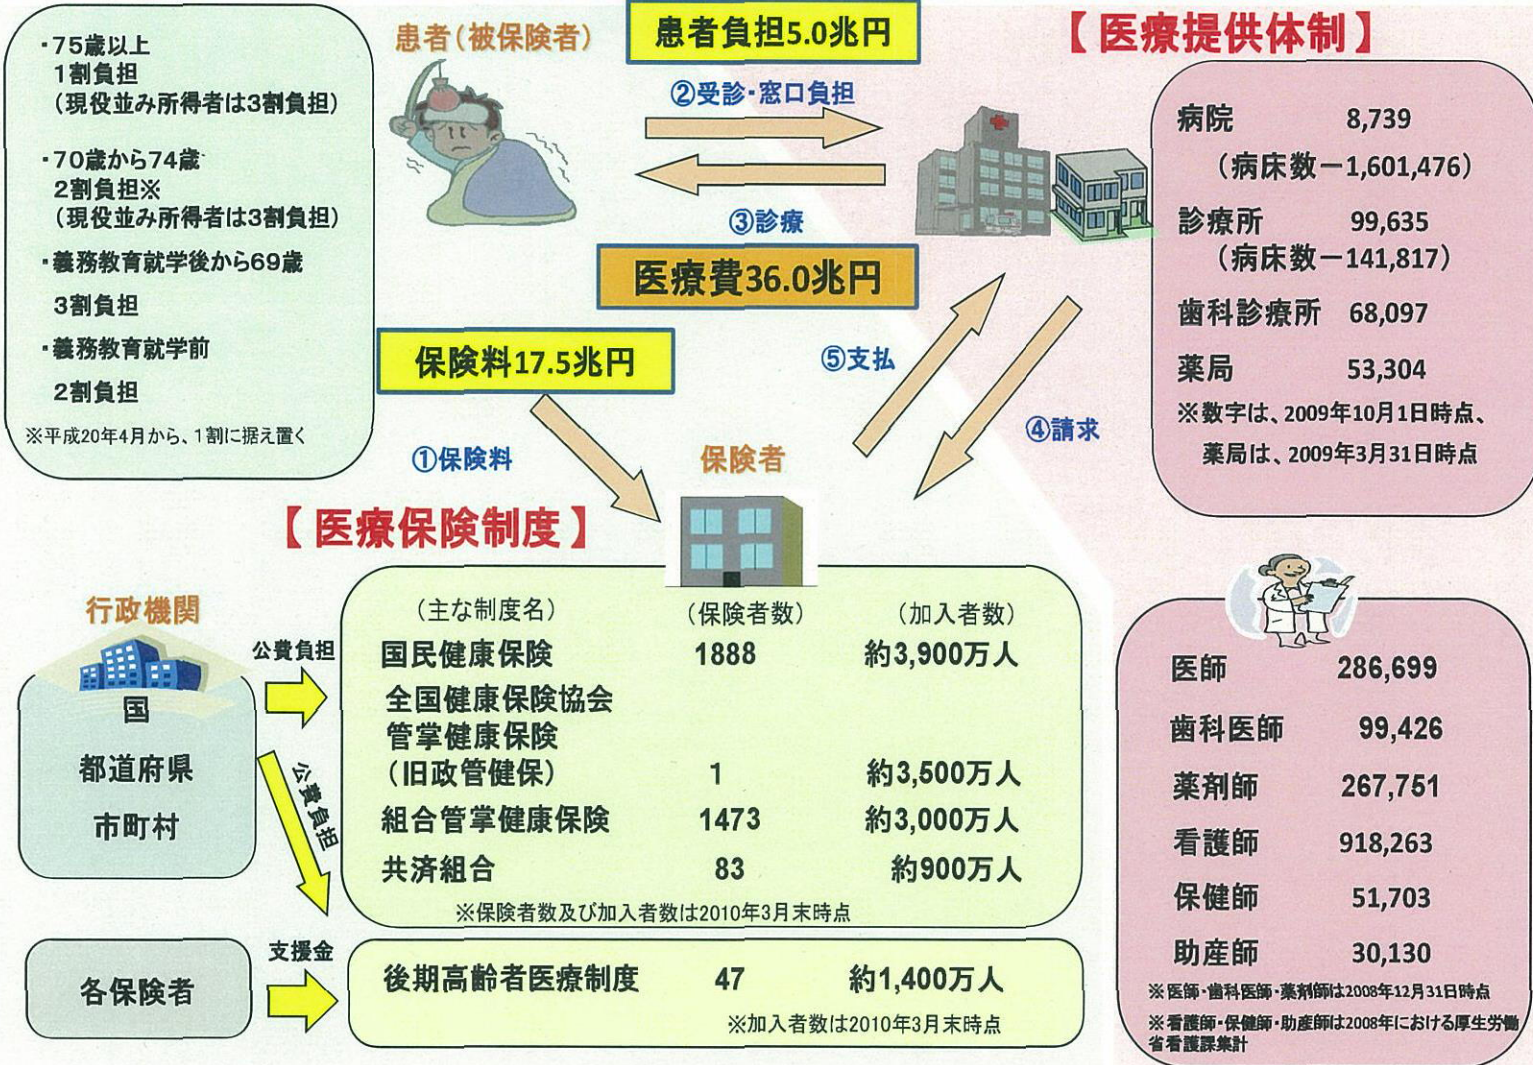 ・75歳以上
1割負担
(現役並み所得者は3割負担)
・70歳から74歳
2割負担※
(現役並み所得者は3割負担)
・義務教育就学後から69歳
3割負担
・義務教育就学前
2割負担
※平成20年4月から、1割に据え置く
患者(被保険者)
患者負担5.0兆円
②受診・窓口負担
③診療
医療費36.0兆円
保険料17.5兆円
①保険料
⑤支払
④請求
保険者
【医療提供体制】
病院 8,739
(病床数－1,601,476)
診療所 99,635
(病床数－141,817)
歯科診療所 68,097
薬局 53,304
※数字は、2009年10月1日時点、
薬局は、2009年3月31日時点
【医療保険制度】
行政機関
国
都道府県
市町村
公費負担
公費負担
(主な制度名) (保険者数) (加入者数)
国民健康保険 1888 約3,900万人
全国健康保険協会
管掌健康保険
(旧政管健保) 1 約3,500万人
組合管掌健康保険 1473 約3,000万人
共済組合 83 約900万人
※保険者数及び加入者数は2010年3月末時点
各保険者
支援金
後期高齢者医療制度 47 約1,400万人
※加入者数は2010年3月末時点
医師 286,699
歯科医師 99,426
薬剤師 267,751
看護師 918,263
保健師 51,703
助産師 30,130
※医師・歯科医師・薬剤師は2008年12月31日時点
※看護師・保健師・助産師は2008年における厚生労働
省看護課集計